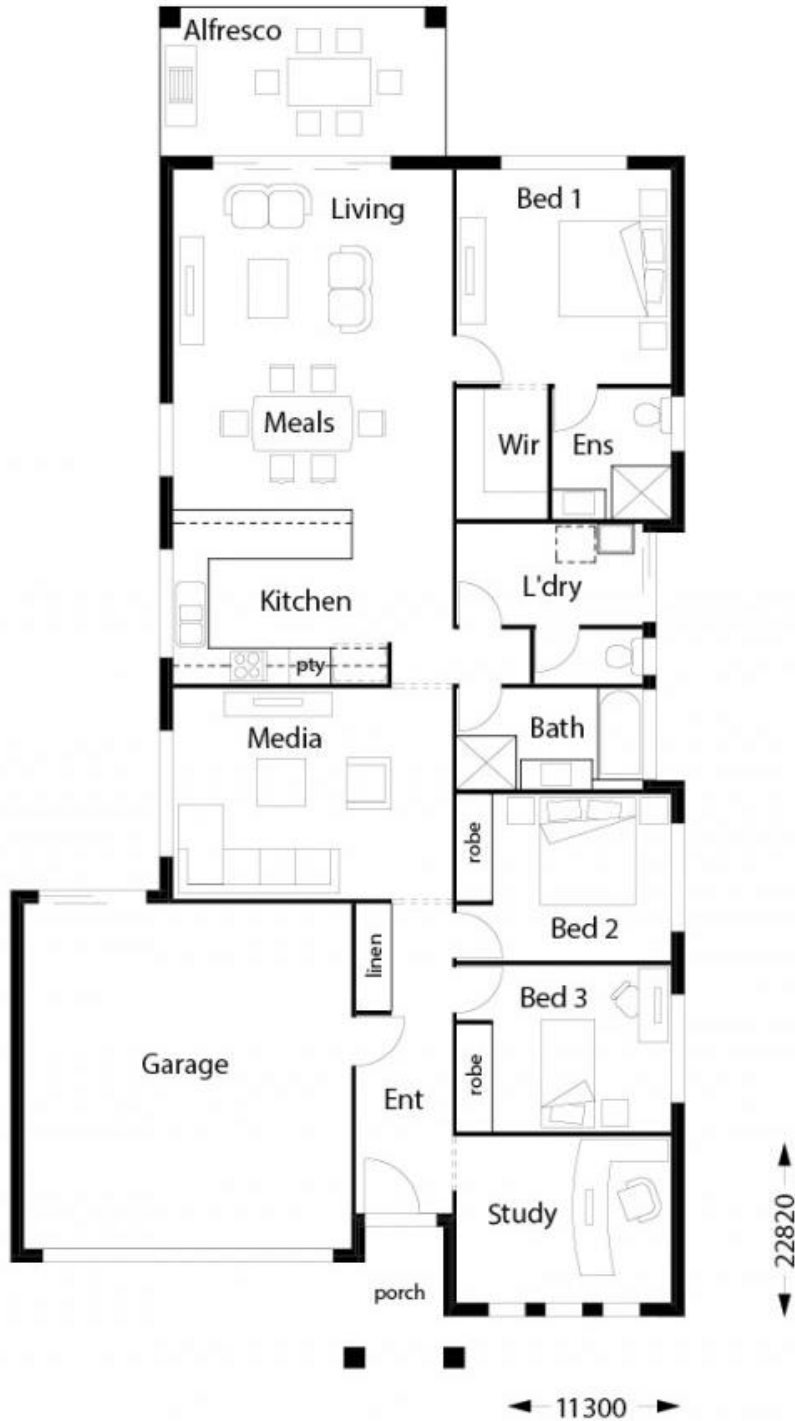 Alfresco
Living
Bed 1
Meals
Wir
Ens
L'dry
Kitchen
pty
Media
Bath
robe
Bed 2
linen
Bed 3
Garage
robe
Ent
Study
porch
22820
11300